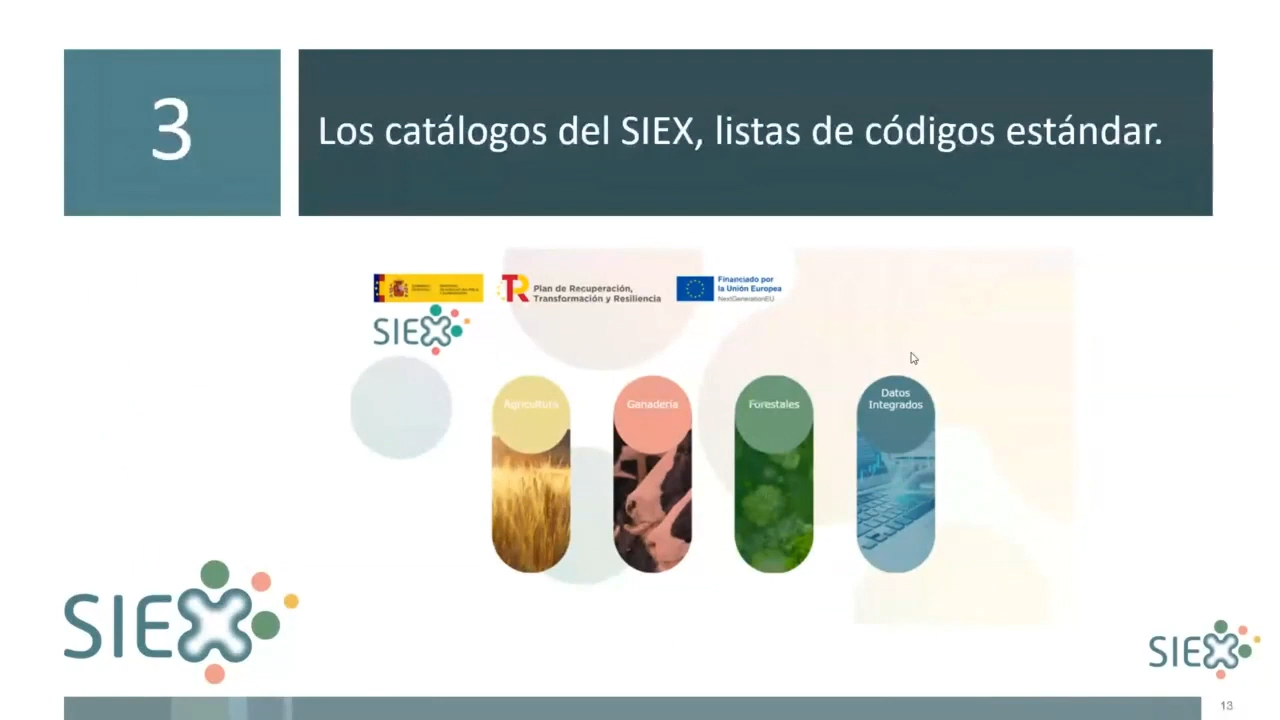 3
Los catálogos del SIEX, listas de códigos estándar.
Plan de Recuperación,
Transformación y Resiliencia
Financiado por
la Unión Europea
NextGenerationEU
SIEX
Agricultura
Ganadería
Forestales
Datos
Integrados
SIEX
SIEX
13